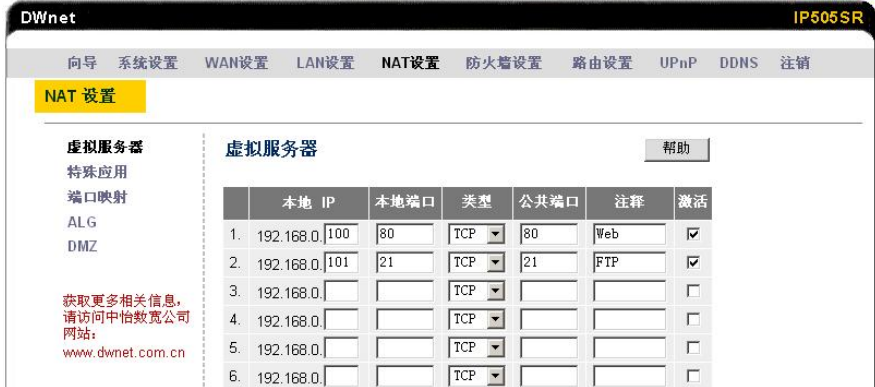 DWnet IP505SR
向导 系统设置 WAN设置 LAN设置 NAT设置 防火墙设置 路由设置 UPnP DDNS 注销
NAT 设置
虚拟服务器
特殊应用
端口映射
ALG
DMZ
获取更多相关信息，
请访问中怡数宽公司
网站：
www.dwnet.com.cn
虚拟服务器 帮助
本地 IP 本地端口 类型 公共端口 注释 激活
1. 192.168.0. 100 80 TCP 80 Web
2. 192.168.0. 101 21 TCP 21 FTP
3. 192.168.0. TCP
4. 192.168.0. TCP
5. 192.168.0. TCP
6. 192.168.0. TCP